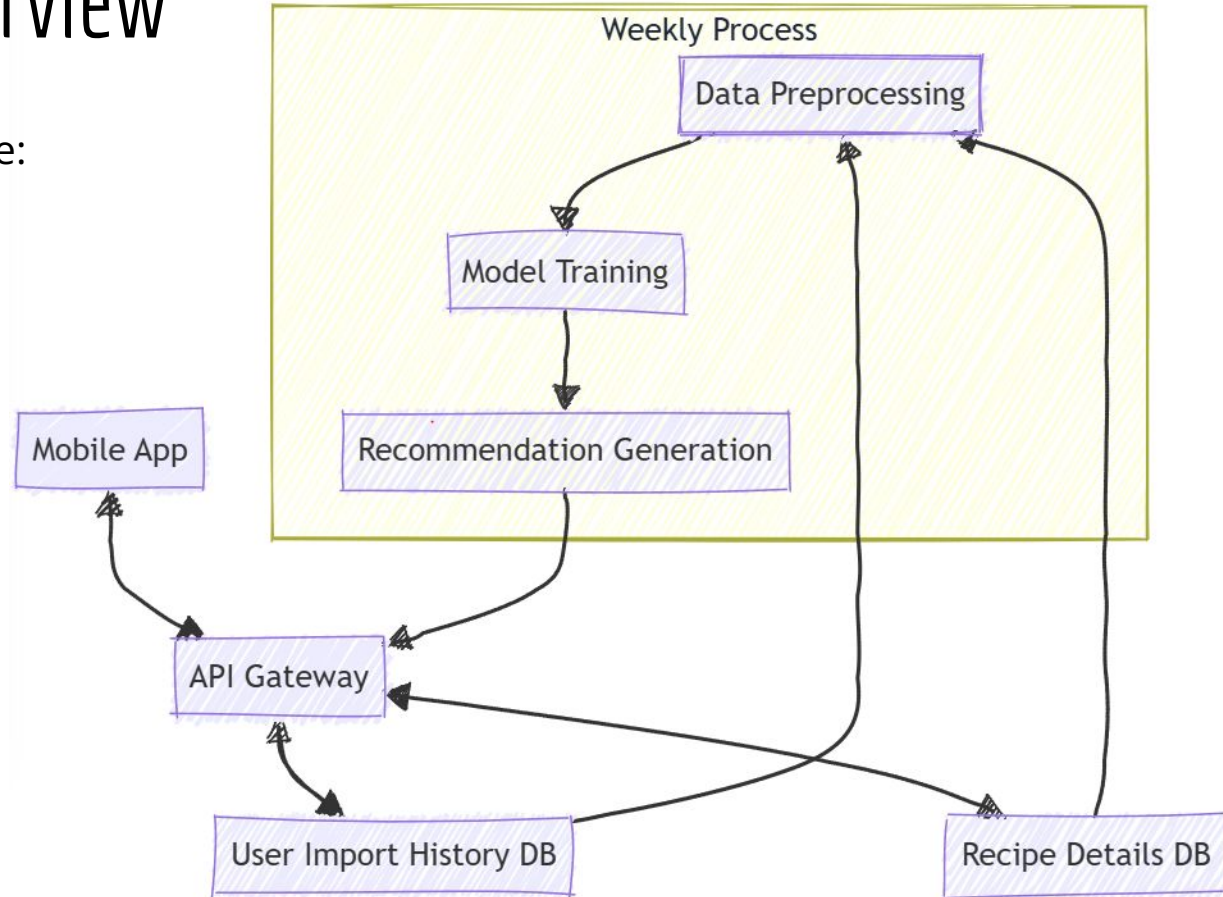 rview
e:
Weekly Process
Data Preprocessing
Model Training
Mobile App
Recommendation Generation
API Gateway
User Import History DB
Recipe Details DB